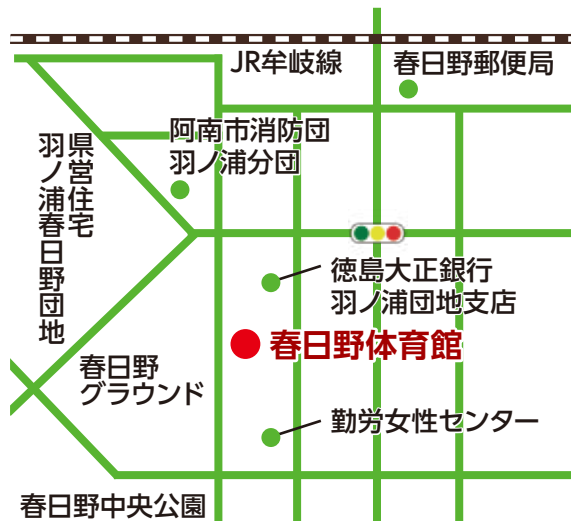 JR牟岐線
春日野郵便局
阿南市消防団
羽ノ浦分団
県営住宅
羽ノ浦春日野団地
徳島大正銀行
羽ノ浦団地支店
春日野体育館
春日野
グラウンド
勤労女性センター
春日野中央公園